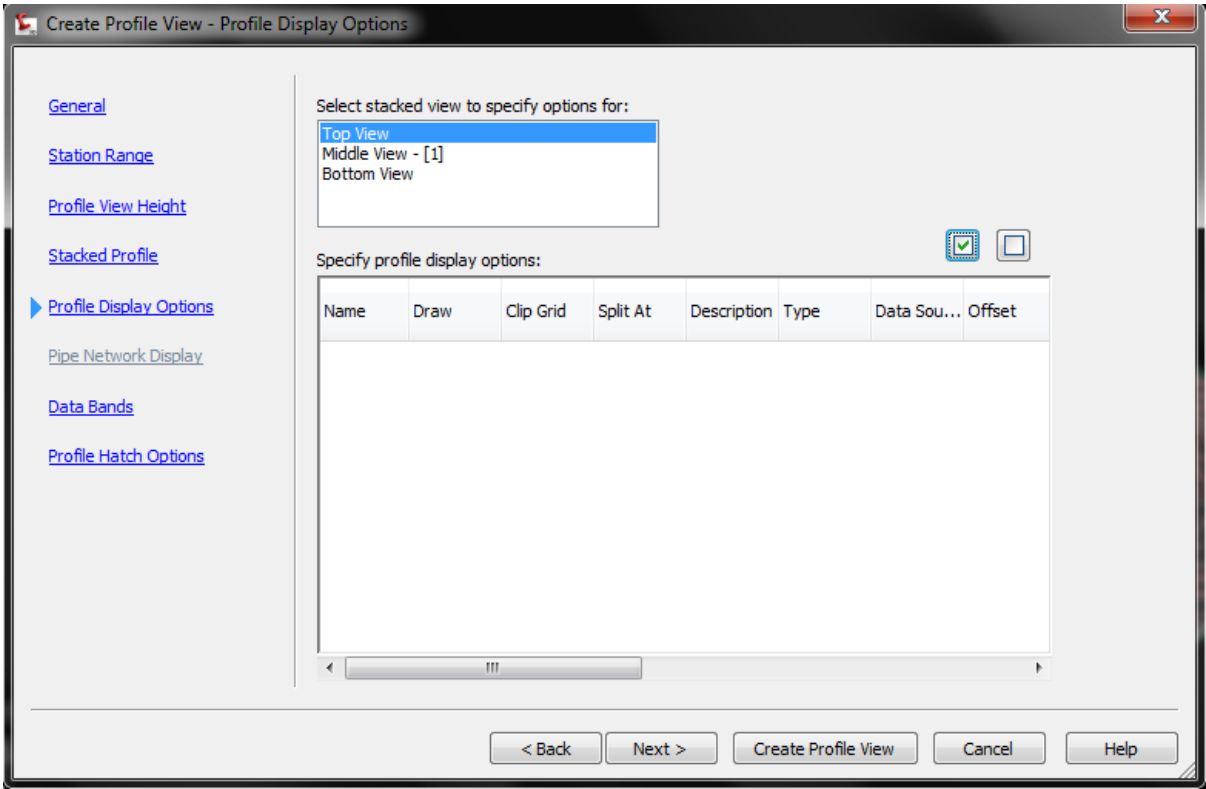 Create Profile View - Profile Display Options
General
Station Range
Profile View Height
Stacked Profile
Profile Display Options
Pipe Network Display
Data Bands
Profile Hatch Options
Select stacked view to specify options for:
Top View
Middle View - [1]
Bottom View
Specify profile display options:
Name Draw Clip Grid Split At Description Type Data Sou... Offset
< Back Next > Create Profile View Cancel Help